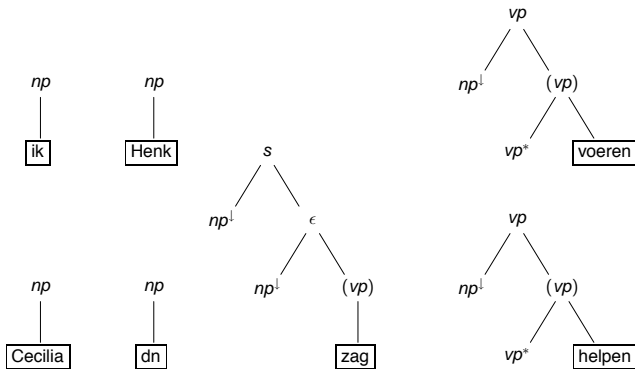 vp
np np np↓ (vp)
ik Henk s vp* voeren
np↓ ϵ vp
np np np↓ (vp) np↓ (vp)
Cecilia dn zag vp* helpen